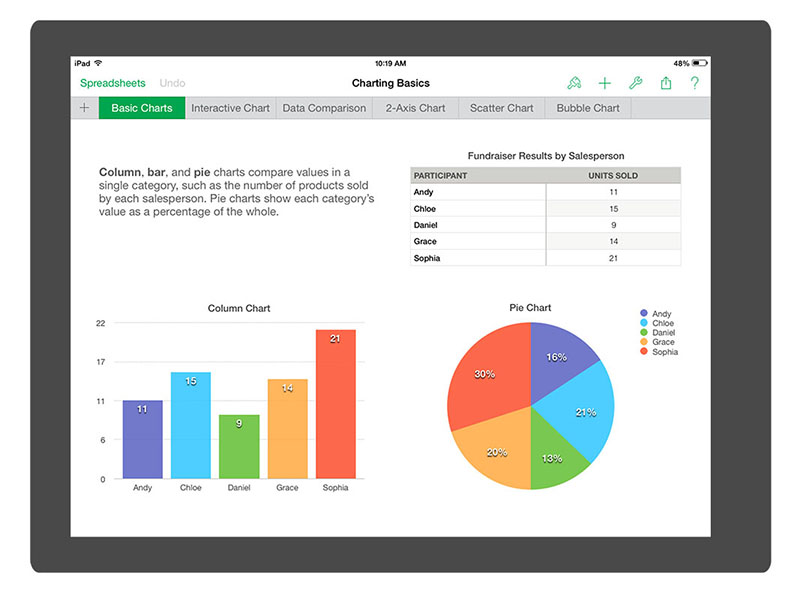 iPad 10:19 AM 48%
Spreadsheets Undo Charting Basics ?
+ Basic Charts Interactive Chart Data Comparison 2-Axis Chart Scatter Chart Bubble Chart
Column, bar, and pie charts compare values in a
single category, such as the number of products sold
by each salesperson. Pie charts show each category's
value as a percentage of the whole.
Fundraiser Results by Salesperson
PARTICIPANT UNITS SOLD
Andy 11
Chloe 15
Daniel 9
Grace 14
Sophia 21
Column Chart
22
17
11
6
0
11
15
9
14
21
Andy Chloe Daniel Grace Sophia
Pie Chart
16%
21%
13%
20%
30%
Andy
Chloe
Daniel
Grace
Sophia